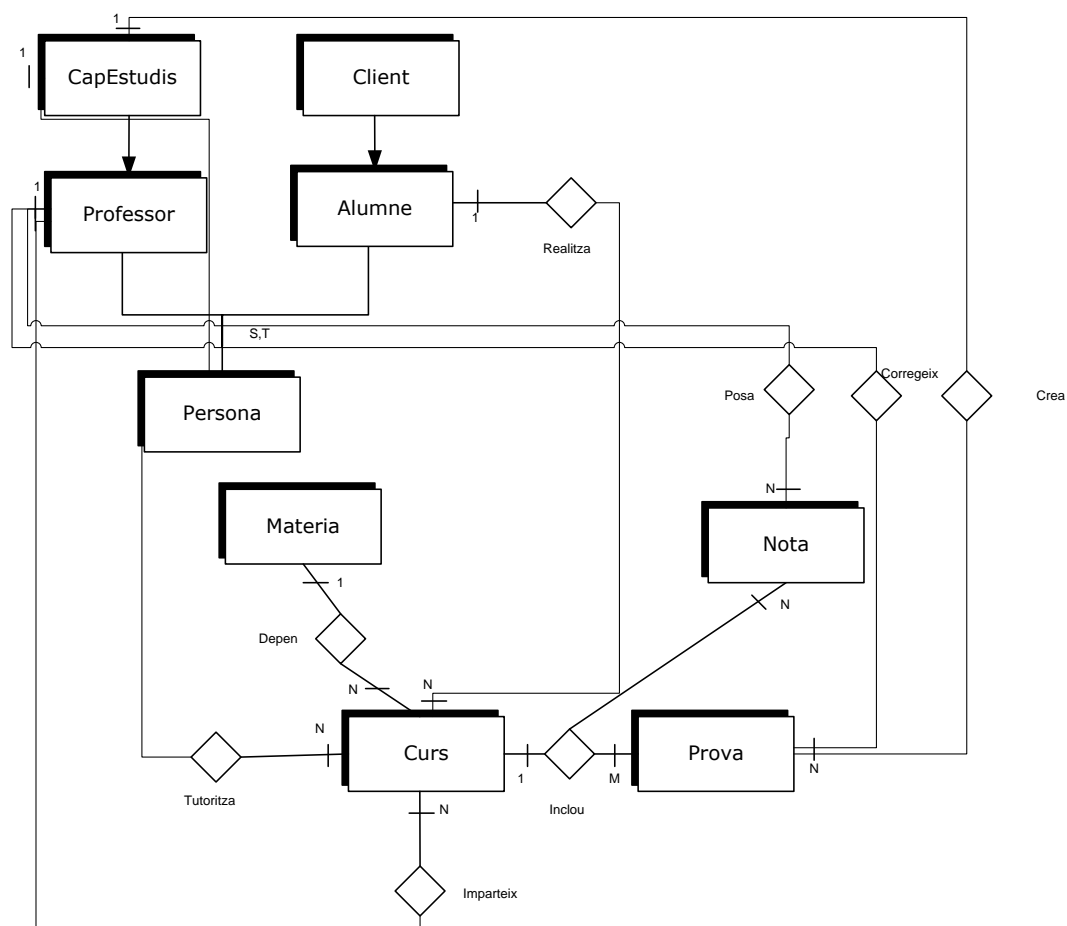 1
1
CapEstudis
Client
1
Professor
Alumne
1
Realitza
S,T
Persona
Posa
Corregeix
Crea
N
Materia
Nota
1
N
Depen
N
N
N
Curs
1
M
Prova
N
Tutoritza
Inclou
N
Imparteix